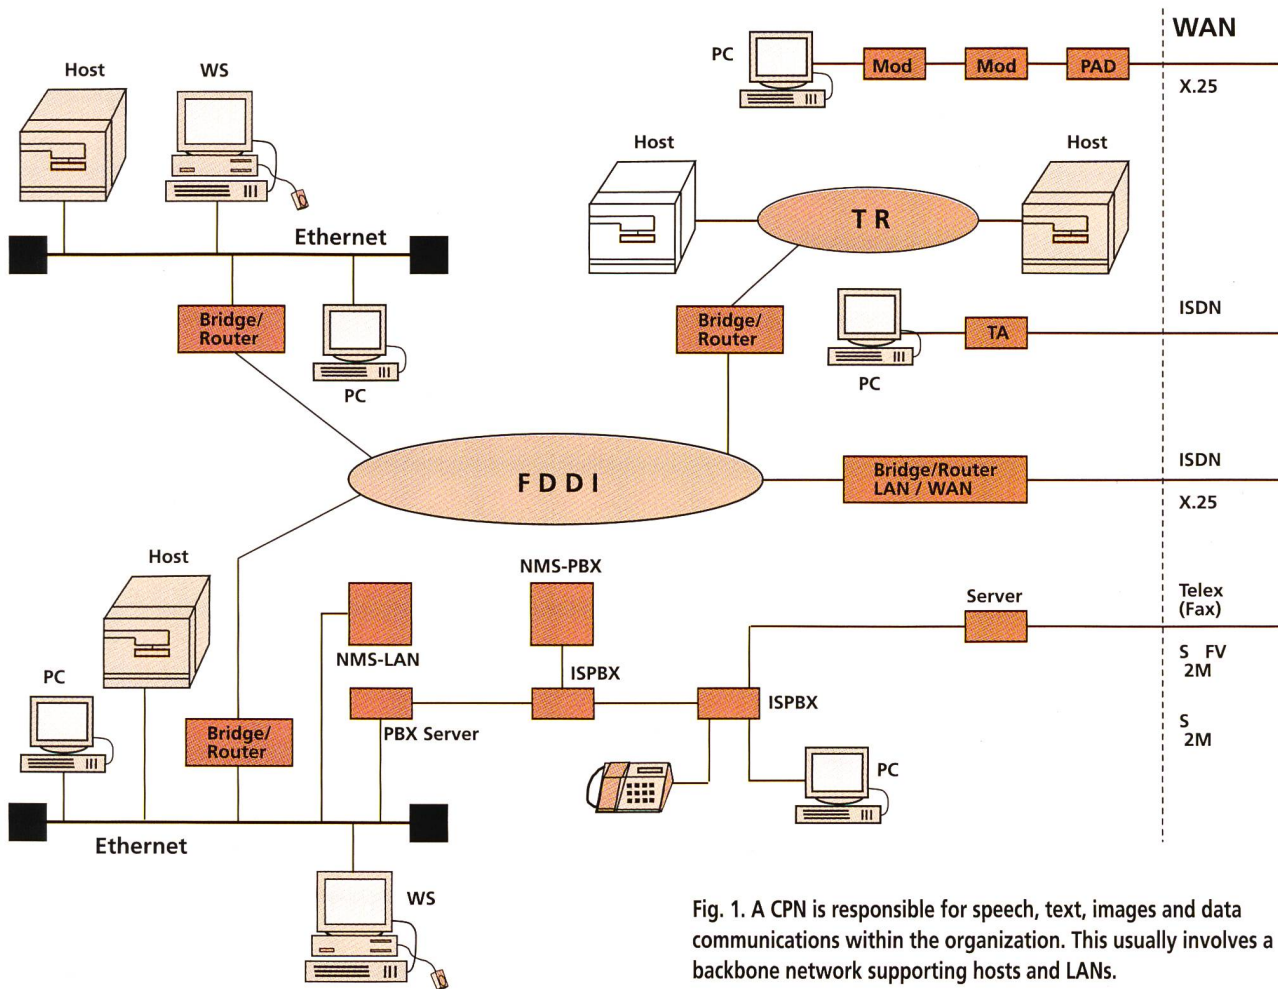 WAN
PC
Mod
Mod
PAD
X.25
Host
WS
Host
Host
TR
Ethernet
Bridge/
Router
PC
Bridge/
Router
PC
TA
ISDN
FDDI
Bridge/Router
LAN / WAN
ISDN
X.25
Host
PC
NMS-LAN
NMS-PBX
ISPBX
PBX Server
ISPBX
Server
Telex
(Fax)
S FV
2M
S
2M
Bridge/
Router
PC
Ethernet
WS
Fig. 1. A CPN is responsible for speech, text, images and data
communications within the organization. This usually involves a
backbone network supporting hosts and LANs.